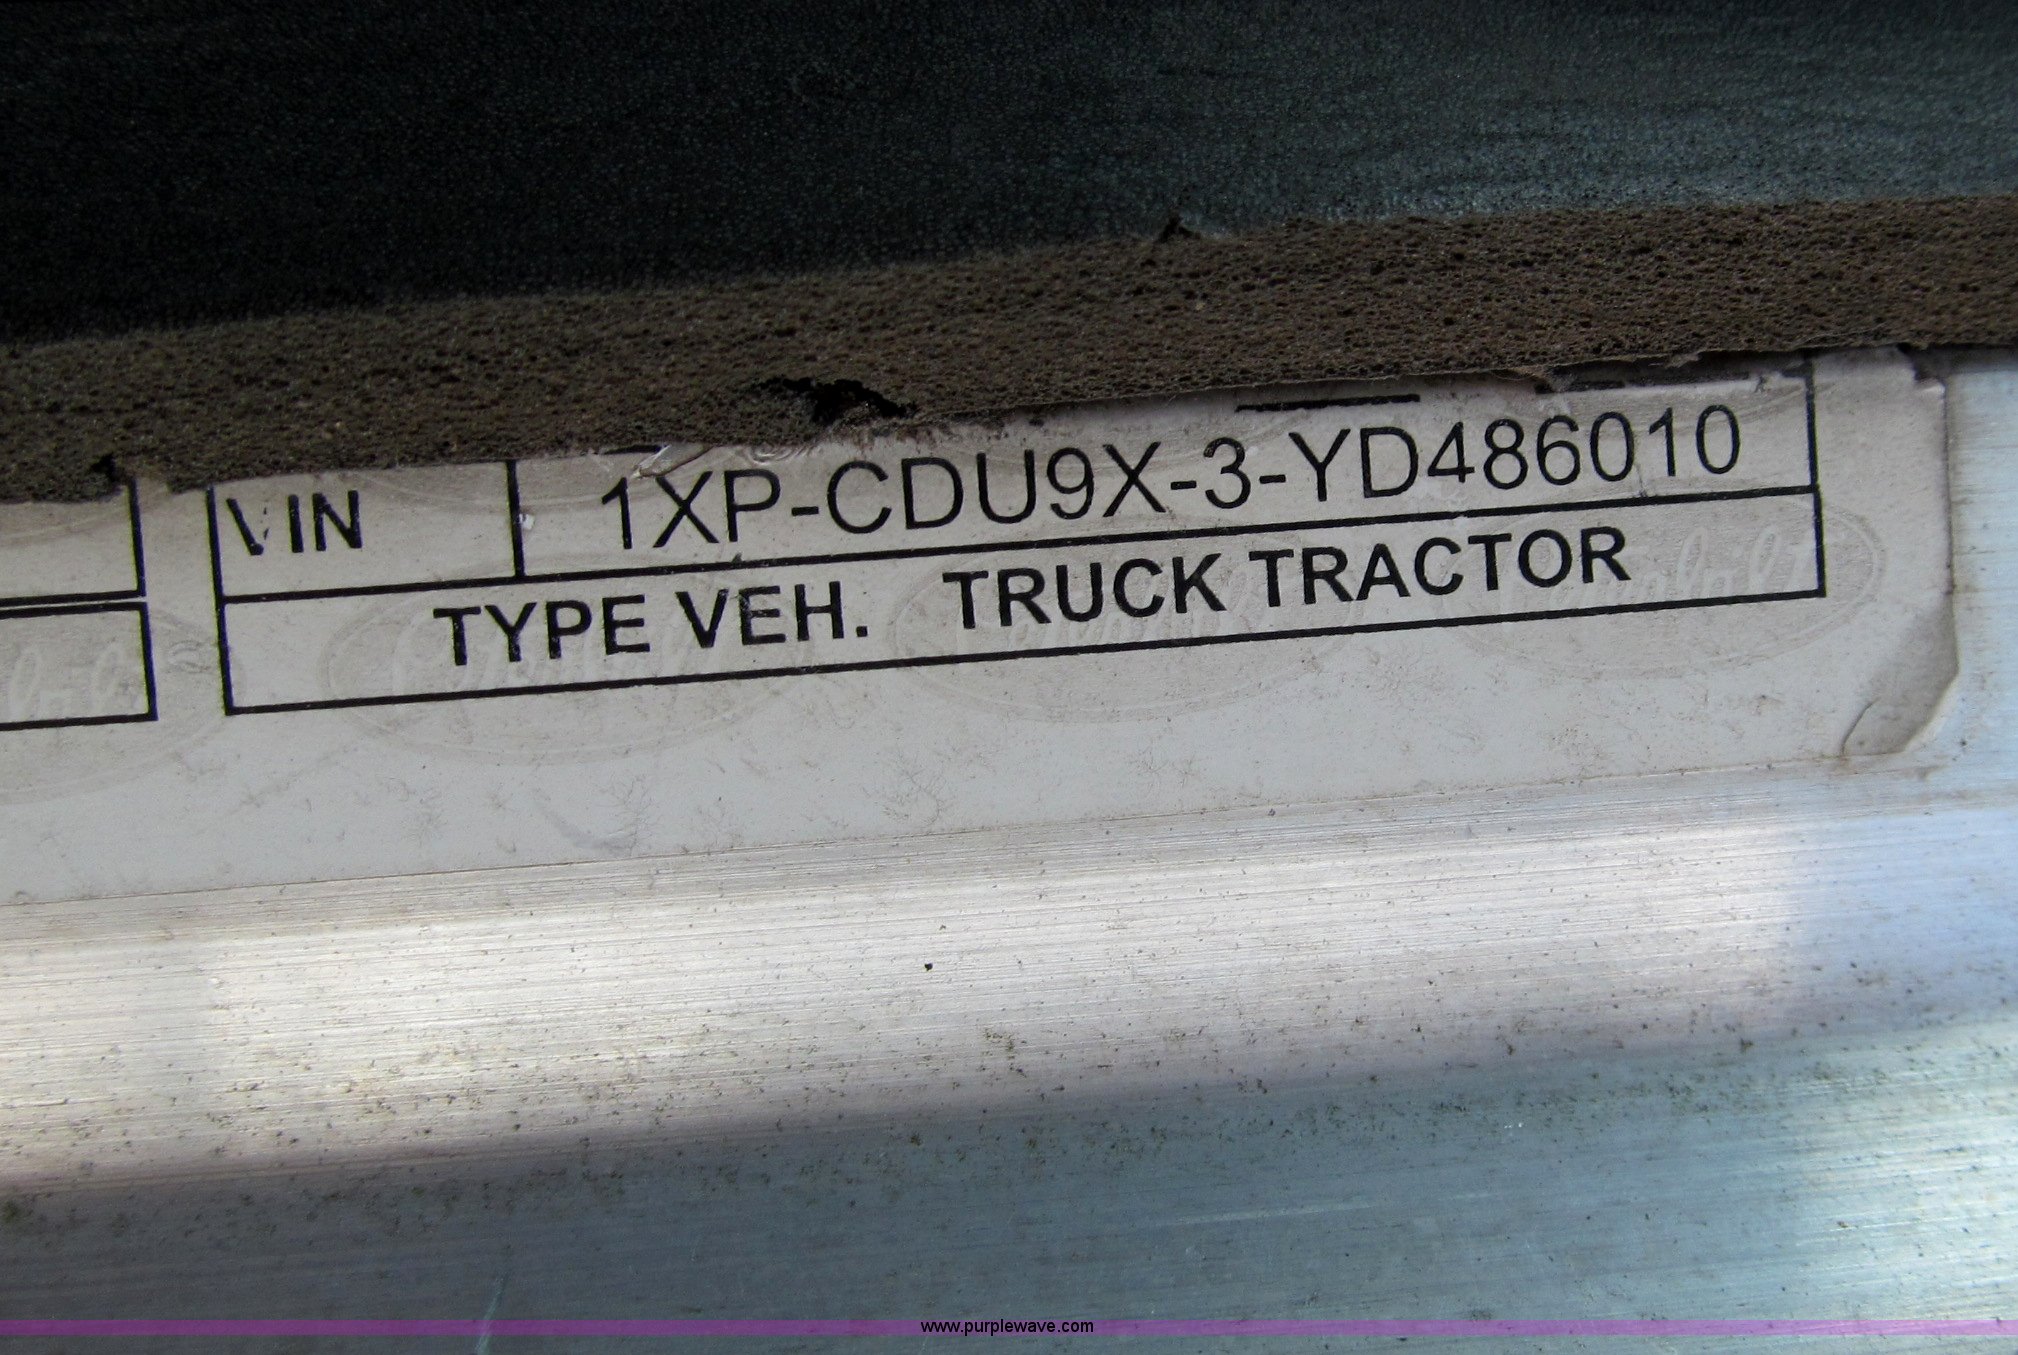 VIN 1XP-CDU9X-3-YD486010
TYPE VEH. TRUCK TRACTOR
www.purplewave.com